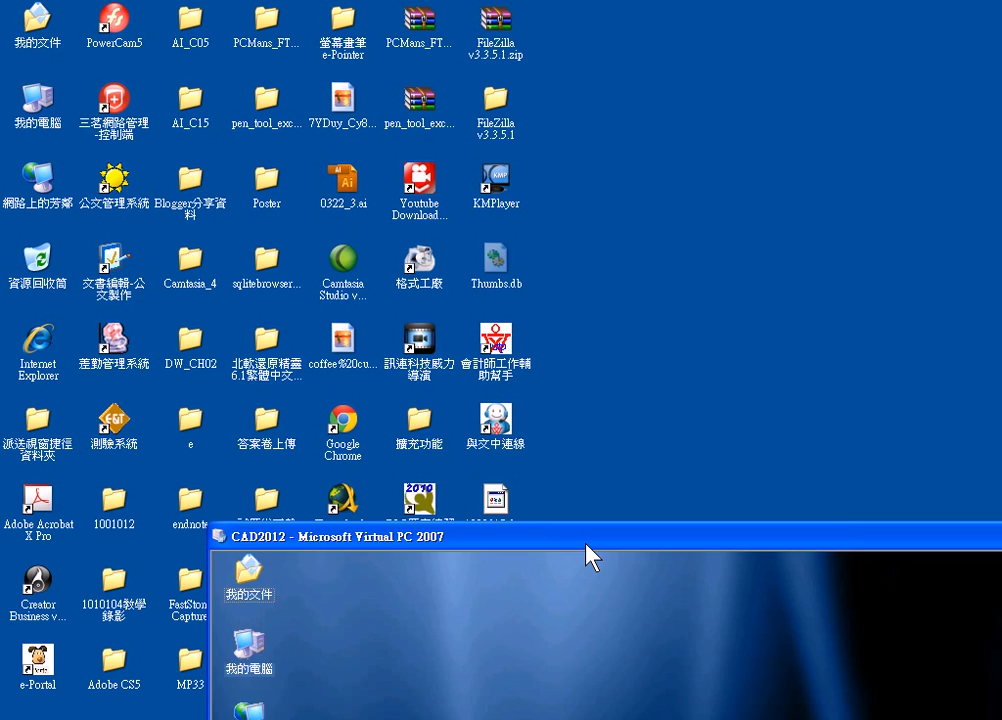 我的文件
PowerCam5
AI_C05
PCMans_FT...
螢幕畫筆
e-Pointer
PCMans_FT...
FileZilla
v3.3.5.1.zip
我的電腦
三茗網路管理
-控制端
AI_C15
pen_tool_exc...
7YDuy_Cy8...
pen_tool_exc...
FileZilla
v3.3.5.1
網路上的芳鄰
公文管理系統
Blogger分享資
料
Poster
0322_3.ai
Youtube
Download...
KMPlayer
資源回收筒
文書編輯-公
文製作
Camtasia_4
sqlitebrowser...
Camtasia
Studio v...
格式工廠
Thumbs.db
Internet
Explorer
差勤管理系統
DW_CH02
北軟還原精靈
6.1繁體中文...
coffee%20cu...
訊連科技威力
導演
會計師工作輔
助幫手
派送視窗捷徑
資料夾
測驗系統
e
答案卷上傳
Google
Chrome
擴充功能
與文中連線
Adobe Acrobat
X Pro
1001012
endnote
2010
CAD2012 - Microsoft Virtual PC 2007
我的文件
Creator
Business v...
1010104教學
錄影
FastStone
Capture
我的電腦
e-Portal
Adobe CS5
MP33